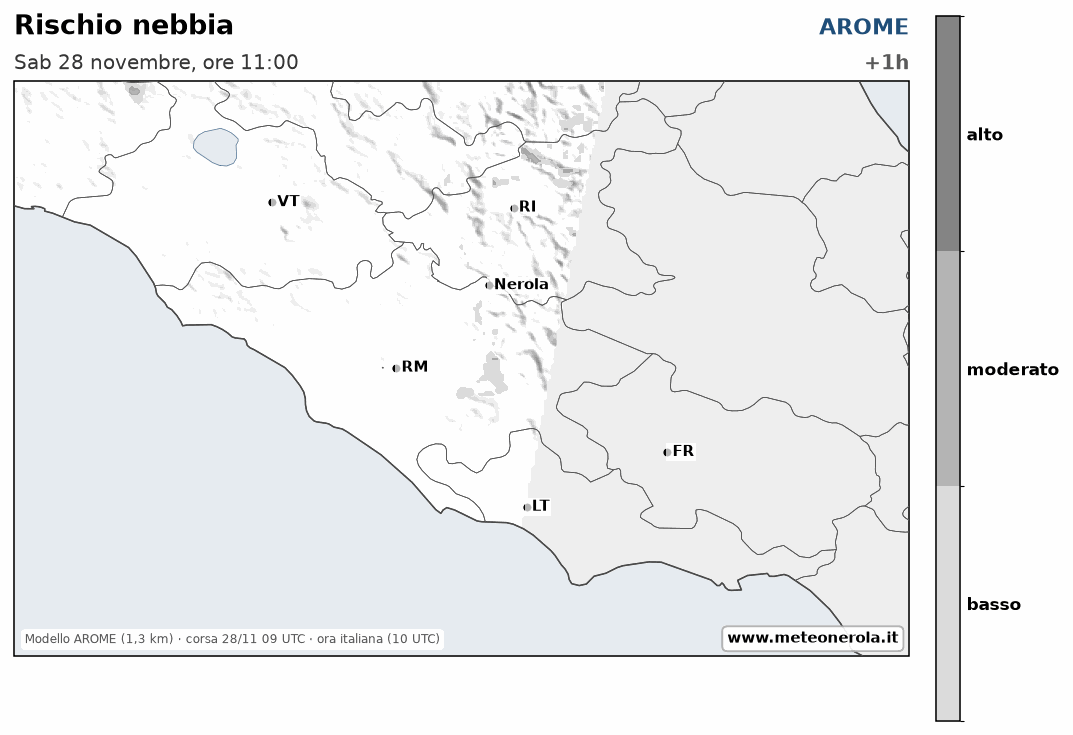 Rischio nebbia
AROME
Sab 28 novembre, ore 11:00
+1h
alto
VT
RI
Nerola
RM
moderato
FR
LT
basso
Modello AROME (1,3 km) · corsa 28/11 09 UTC · ora italiana (10 UTC)
www.meteonerola.it